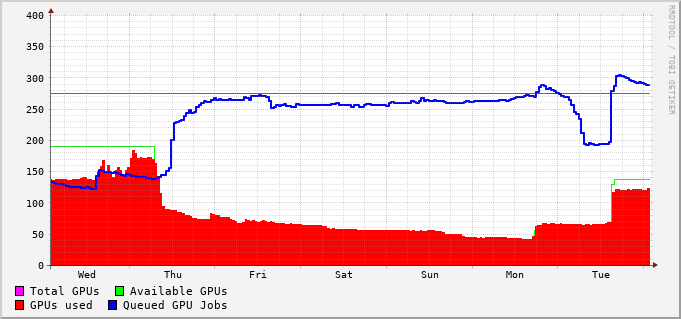 400
350
300
250
200
150
100
50
0
Wed Thu Fri Sat Sun Mon Tue
Total GPUs Available GPUs
GPUs used Queued GPU Jobs
RRDTOOL / TOBI OETIKER